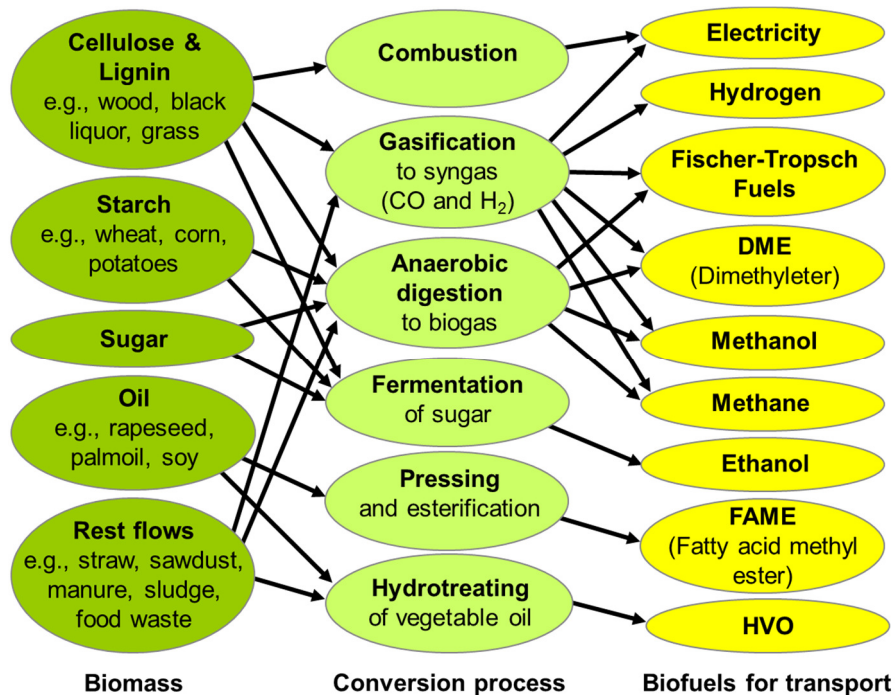 Cellulose &
Lignin
e.g., wood, black
liquor, grass
Starch
e.g., wheat, corn,
potatoes
Sugar
Oil
e.g., rapeseed,
palmoil, soy
Rest flows
e.g., straw, sawdust,
manure, sludge,
food waste
Biomass
Combustion
Gasification
to syngas
(CO and H₂)
Anaerobic
digestion
to biogas
Fermentation
of sugar
Pressing
and esterification
Hydrotreating
of vegetable oil
Conversion process
Electricity
Hydrogen
Fischer-Tropsch
Fuels
DME
(Dimethyleter)
Methanol
Methane
Ethanol
FAME
(Fatty acid methyl
ester)
HVO
Biofuels for transport